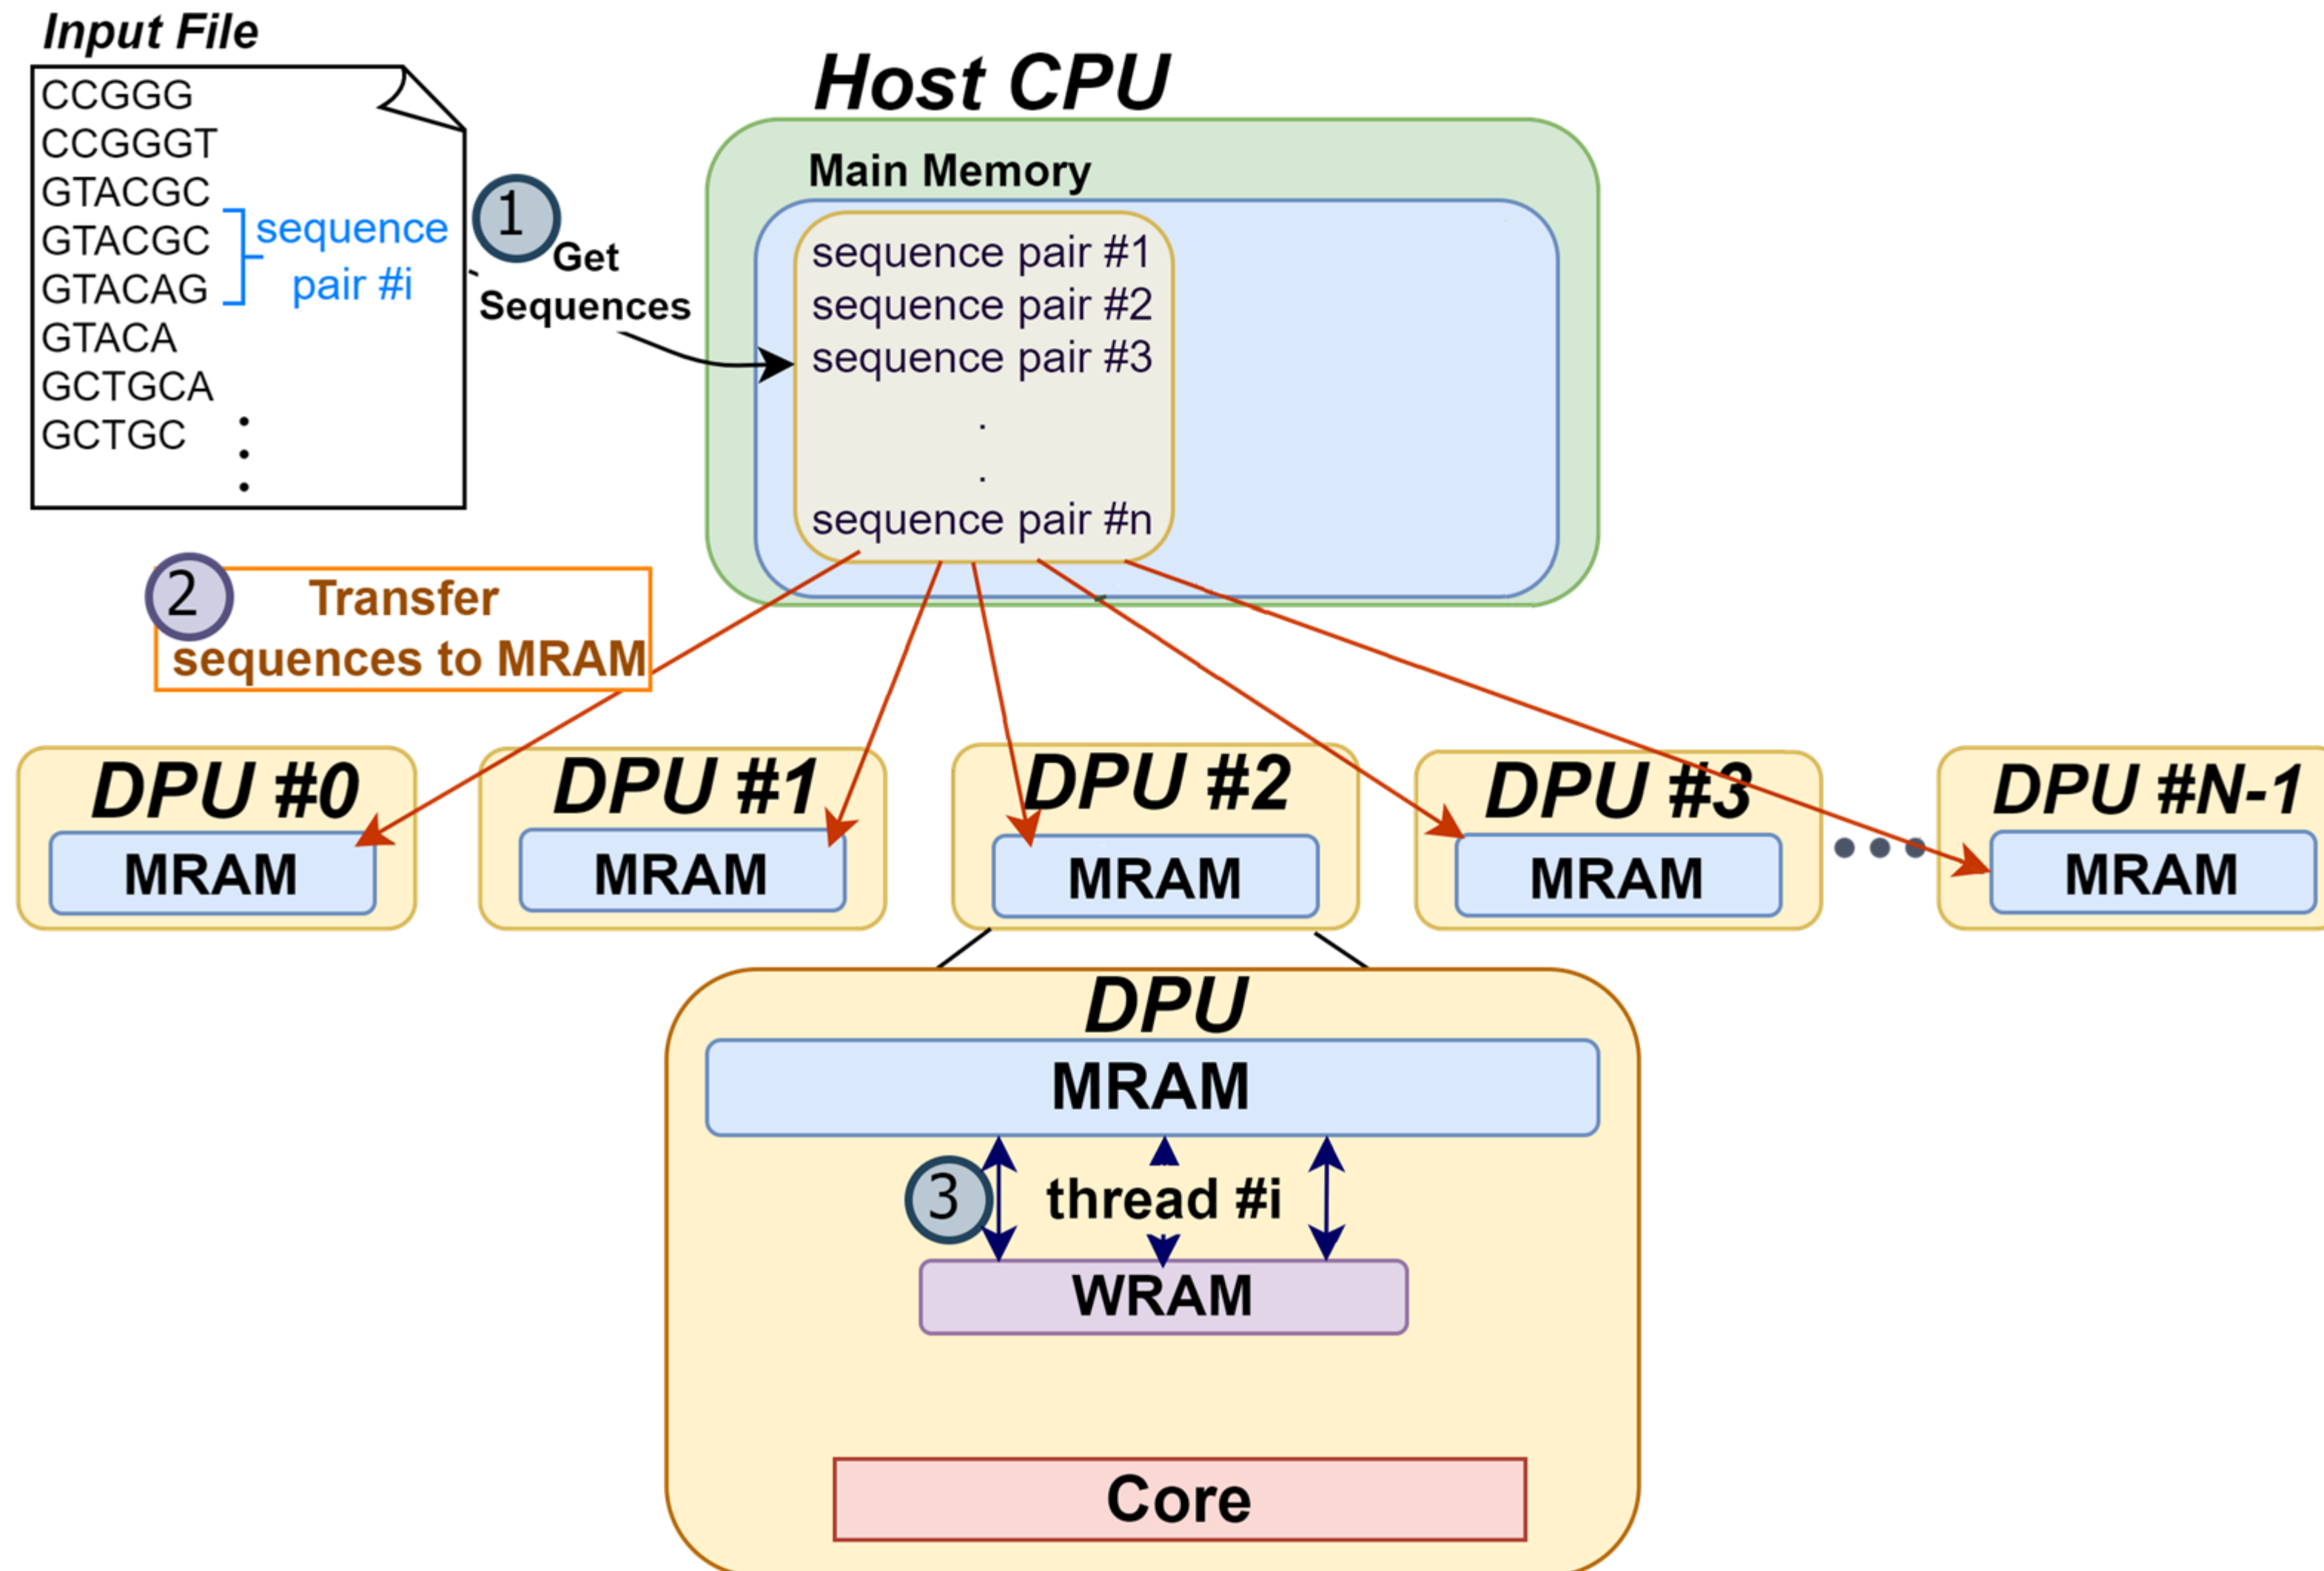 Input File
CCGGG
CCGGGT
GTACGC
GTACGC
GTACAG
GTACA
GCTGCA
GCTGC
sequence
pair #i
1
Get
Sequences
Host CPU
Main Memory
sequence pair #1
sequence pair #2
sequence pair #3
.
.
sequence pair #n
2
Transfer
sequences to MRAM
DPU #0
MRAM
DPU #1
MRAM
DPU #2
MRAM
DPU #3
MRAM
DPU #N-1
MRAM
DPU
MRAM
3
thread #i
WRAM
Core